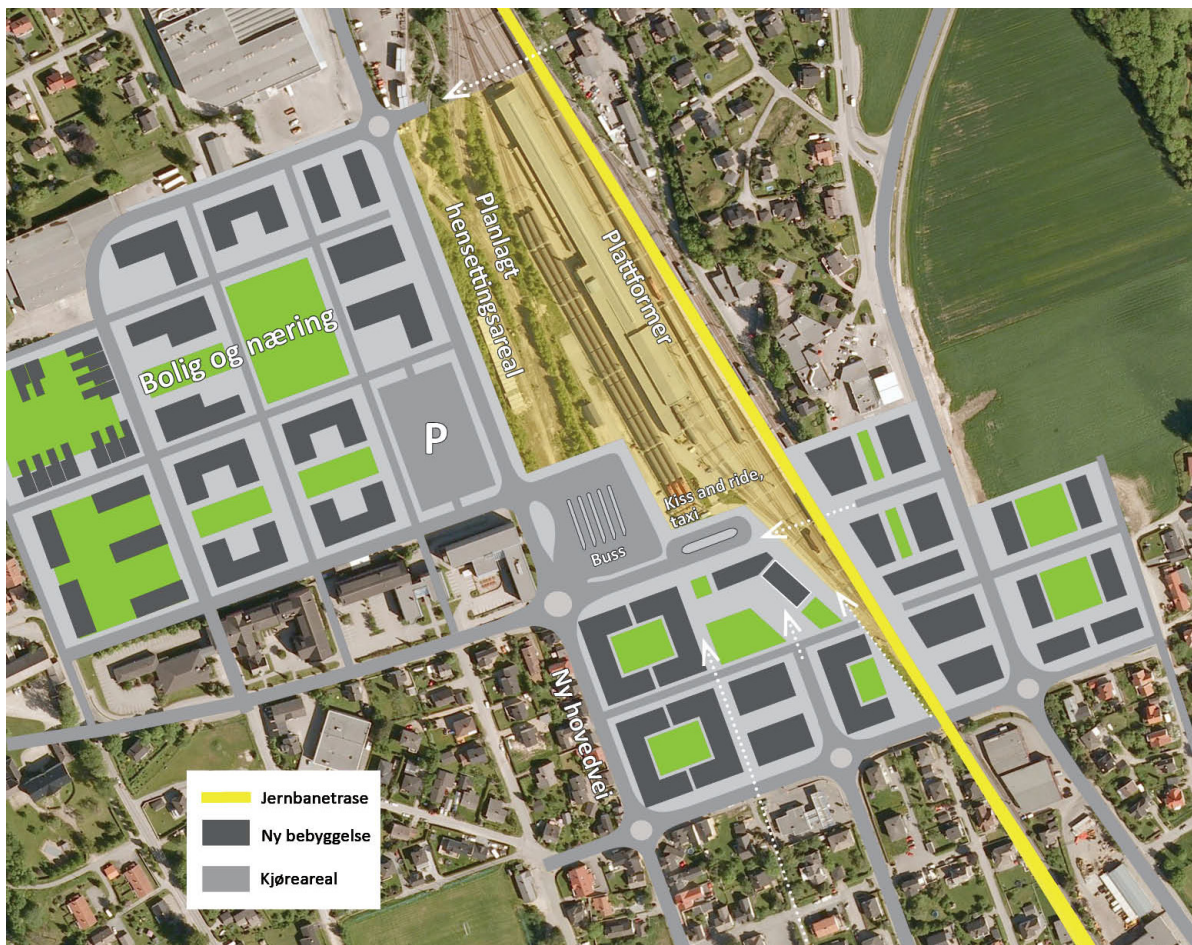 Planlagt
hensettingsareal
Plattformer
Bolig og næring
P
Kiss and ride,
taxi
Buss
Ny hovedvei
Jernbanetrase
Ny bebyggelse
Kjøreareal